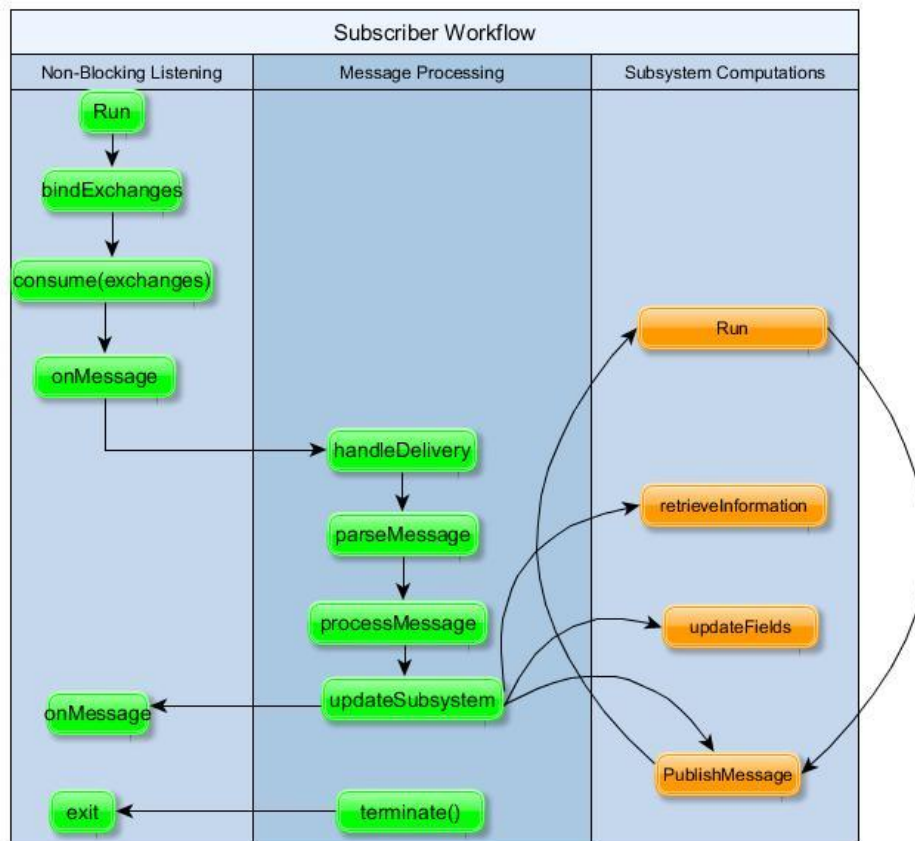 Subscriber Workflow
Non-Blocking Listening
Message Processing
Subsystem Computations
Run
bindExchanges
consume(exchanges)
Run
onMessage
handleDelivery
retrieveInformation
parseMessage
processMessage
updateFields
updateSubsystem
onMessage
PublishMessage
exit
terminate()